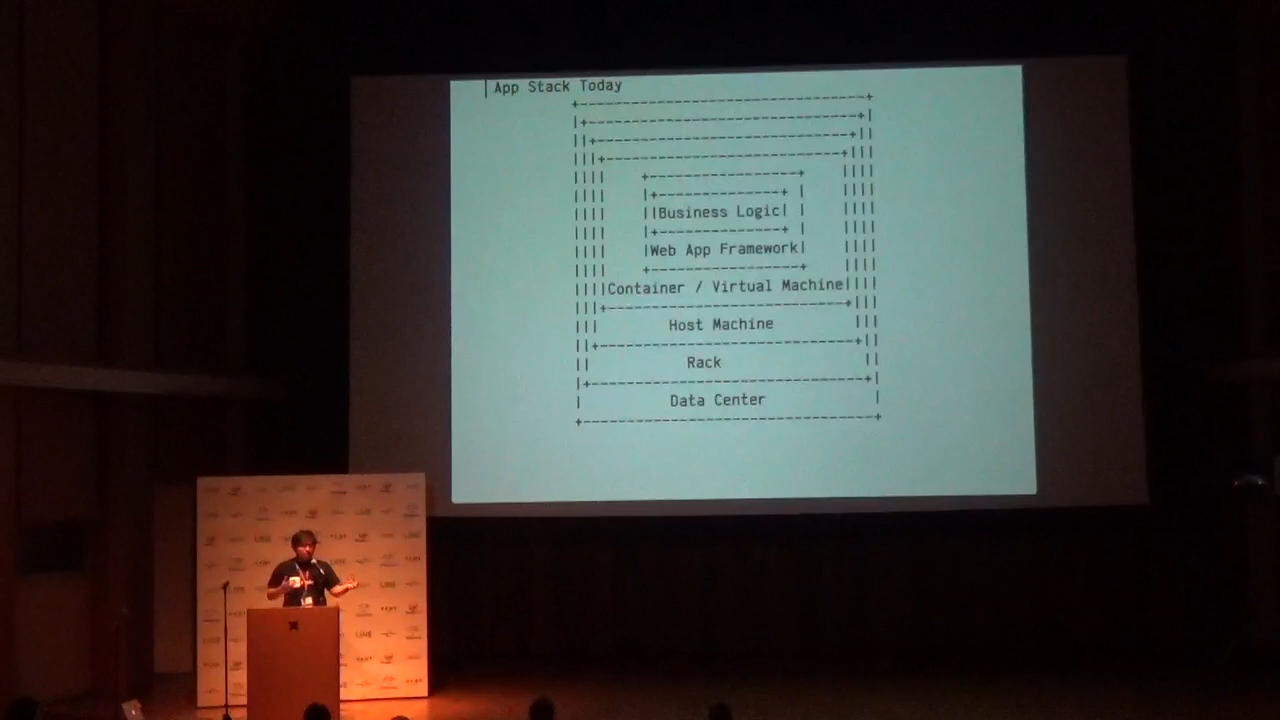 App Stack Today
Business Logic
Web App Framework
Container / Virtual Machine
Host Machine
Rack
Data Center